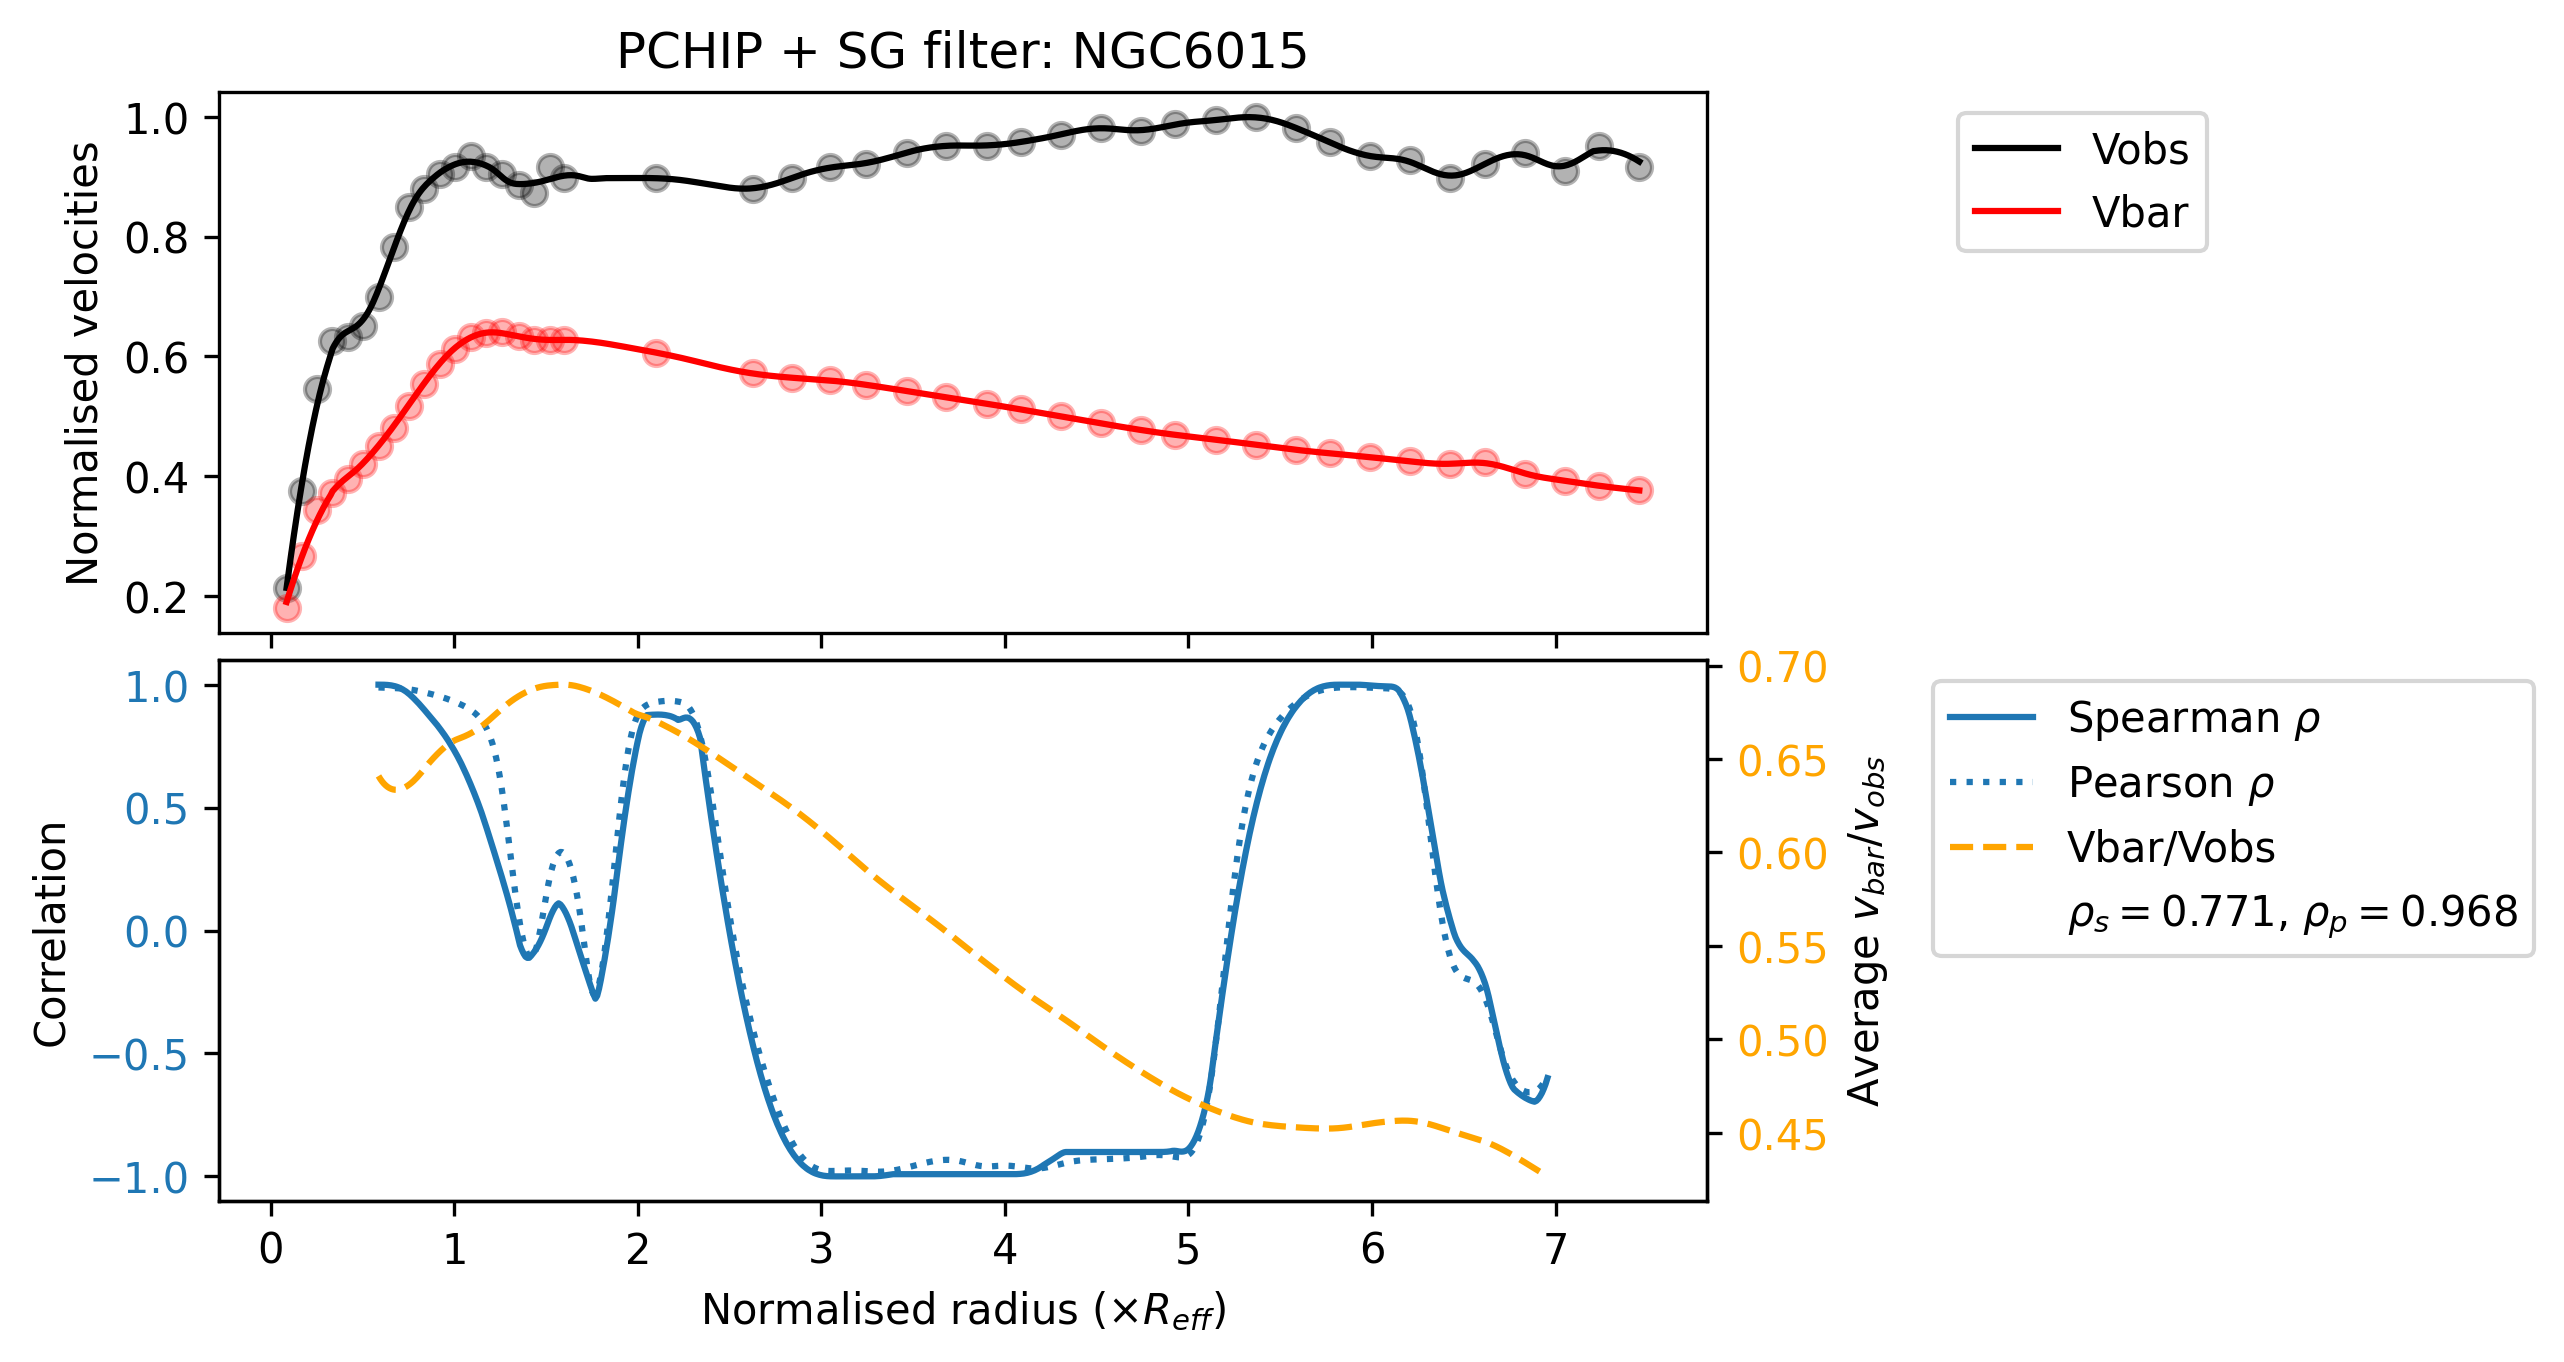 PCHIP + SG filter: NGC6015
Normalised velocities
1.0
0.8
0.6
0.4
0.2
Vobs
Vbar
Correlation
1.0
0.5
0.0
−0.5
−1.0
0.70
0.65
0.60
0.55
0.50
0.45
Average v_bar/v_obs
Spearman ρ
Pearson ρ
Vbar/Vobs
ρ_s = 0.771, ρ_p = 0.968
0 1 2 3 4 5 6 7
Normalised radius (×R_eff)